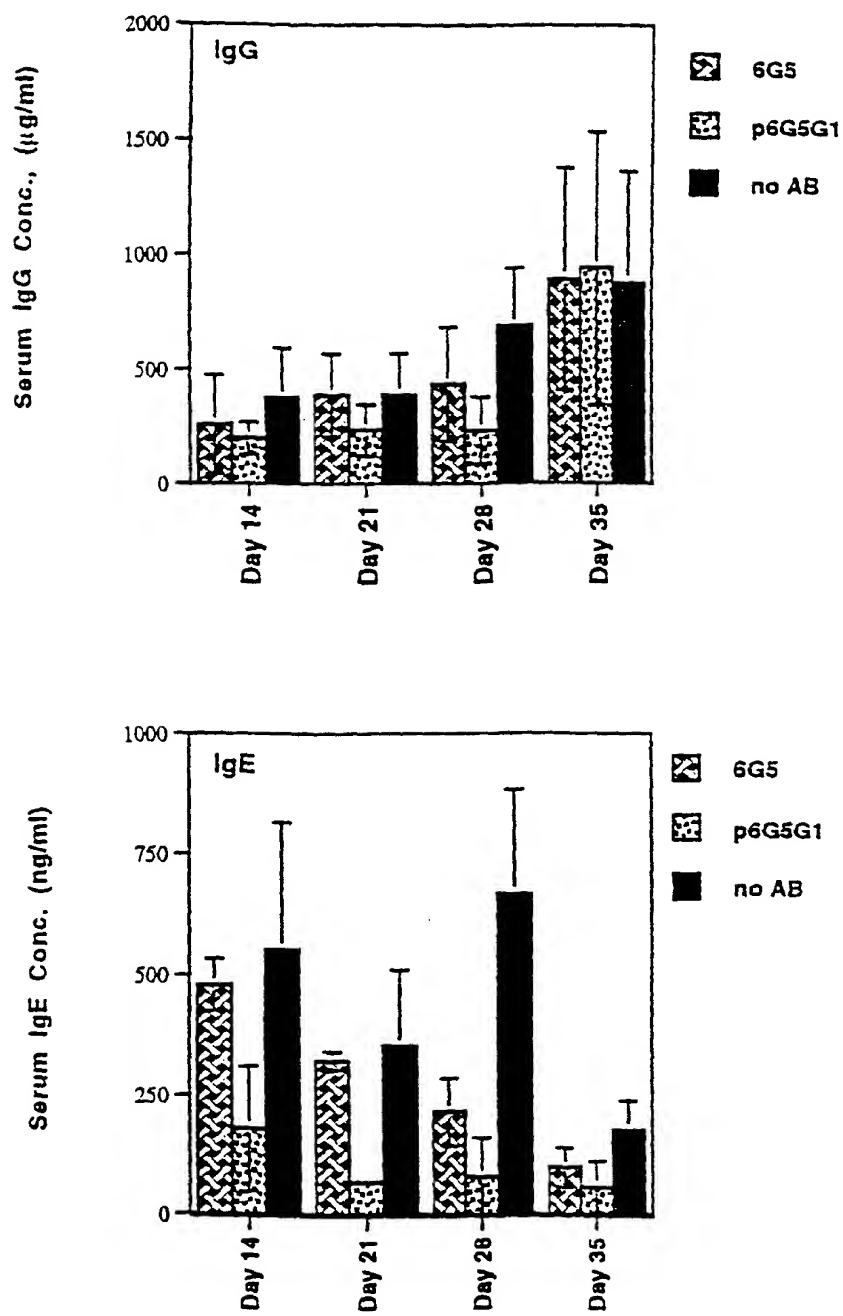 2000
1500
1000
500
0
Serum IgG Conc., (µg/ml)
IgG
6G5
p6G5G1
no AB
Day 14
Day 21
Day 28
Day 35
1000
750
500
250
0
Serum IgE Conc. (ng/ml)
IgE
6G5
p6G5G1
no AB
Day 14
Day 21
Day 28
Day 35